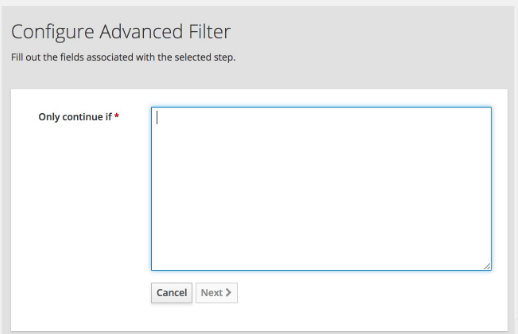 Configure Advanced Filter
Fill out the fields associated with the selected step.
Only continue if *
Cancel Next >